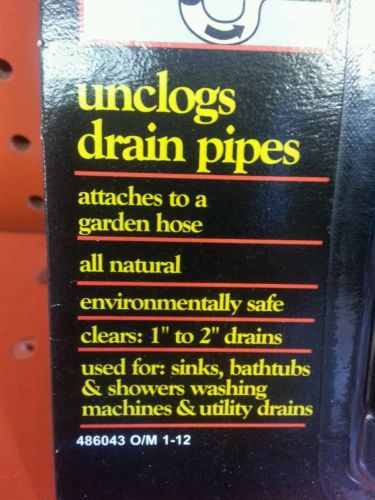 unclogs
drain pipes
attaches to a
garden hose
all natural
environmentally safe
clears: 1" to 2" drains
used for: sinks, bathtubs
& showers washing
machines & utility drains
486043 O/M 1-12